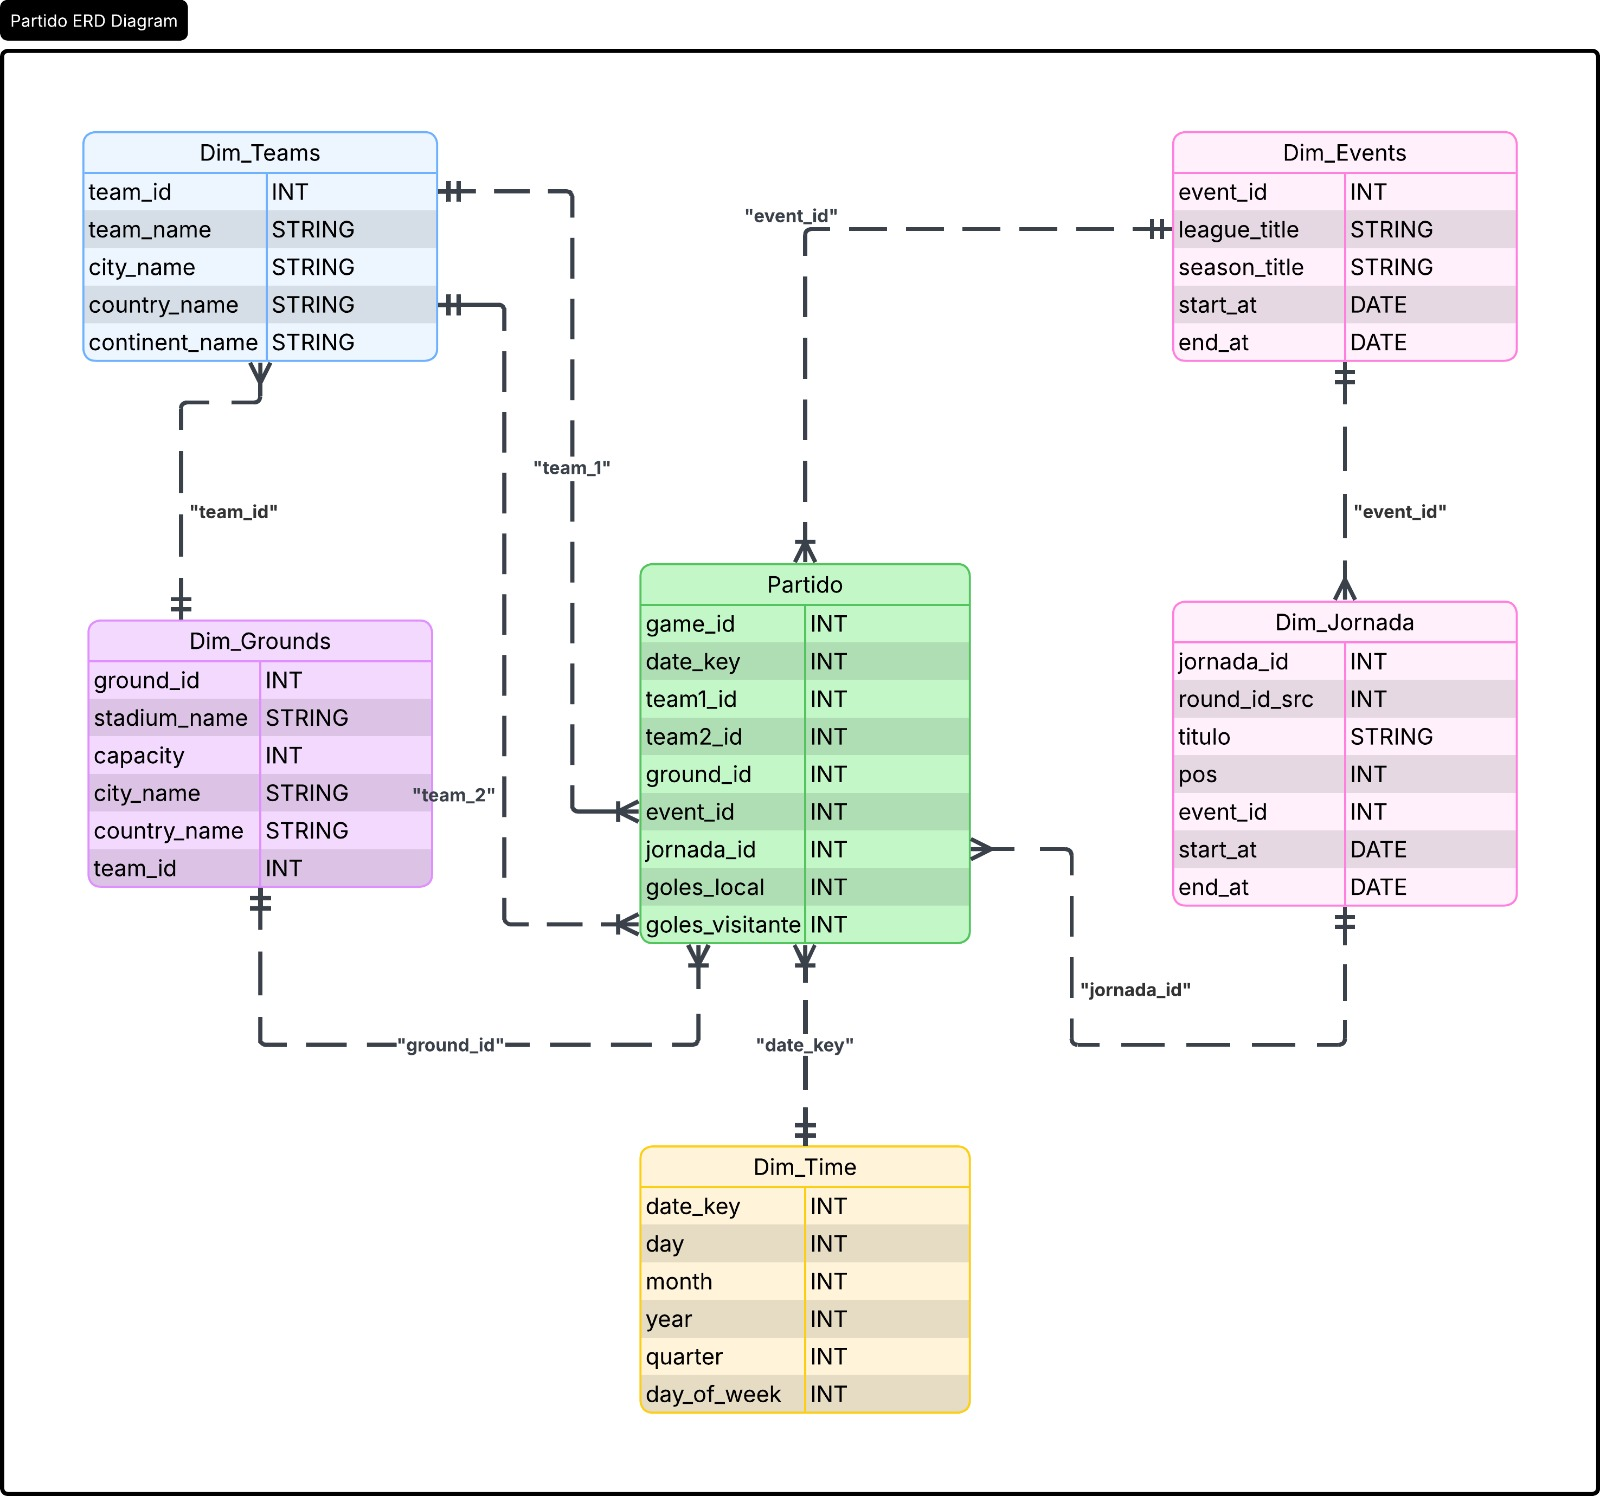 Partido ERD Diagram
Dim_Teams
team_id INT
team_name STRING
city_name STRING
country_name STRING
continent_name STRING
Dim_Events
event_id INT
league_title STRING
season_title STRING
start_at DATE
end_at DATE
"event_id"
"team_1"
"team_id"
"event_id"
Dim_Grounds
ground_id INT
stadium_name STRING
capacity INT
city_name STRING
country_name STRING
team_id INT
"team_2"
Partido
game_id INT
date_key INT
team1_id INT
team2_id INT
ground_id INT
event_id INT
jornada_id INT
goles_local INT
goles_visitante INT
Dim_Jornada
jornada_id INT
round_id_src INT
titulo STRING
pos INT
event_id INT
start_at DATE
end_at DATE
"jornada_id"
"ground_id"
"date_key"
Dim_Time
date_key INT
day INT
month INT
year INT
quarter INT
day_of_week INT